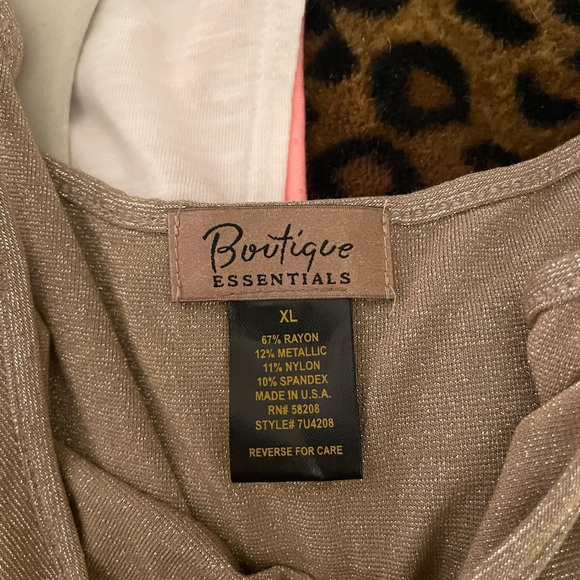 Boutique
ESSENTIALS
XL
67% RAYON
12% METALLIC
11% NYLON
10% SPANDEX
MADE IN U.S.A.
RN# 58208
STYLE# 7U4208
REVERSE FOR CARE